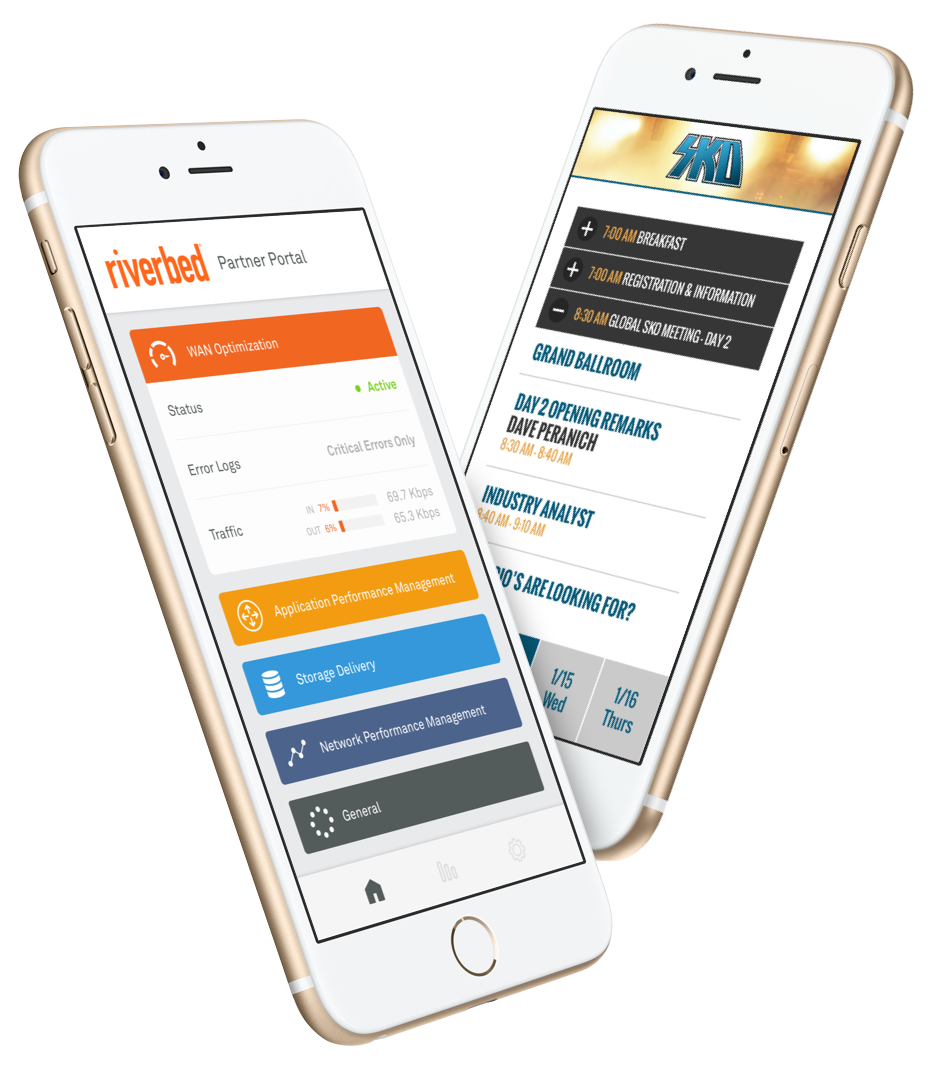 riverbed Partner Portal
WAN Optimization
Status
Active
Error Logs
Critical Errors Only
Traffic
IN 7% 69.7 Kbps
OUT 6% 65.3 Kbps
Application Performance Management
Storage Delivery
Network Performance Management
General
SKO
7:00 AM BREAKFAST
7:00 AM REGISTRATION & INFORMATION
8:30 AM GLOBAL SKO MEETING - DAY 2
GRAND BALLROOM
DAY 2 OPENING REMARKS
DAVE PERANICH
8:30 AM - 8:40 AM
INDUSTRY ANALYST
8:40 AM - 9:10 AM
ARE LOOKING FOR?
1/15
Wed
1/16
Thurs